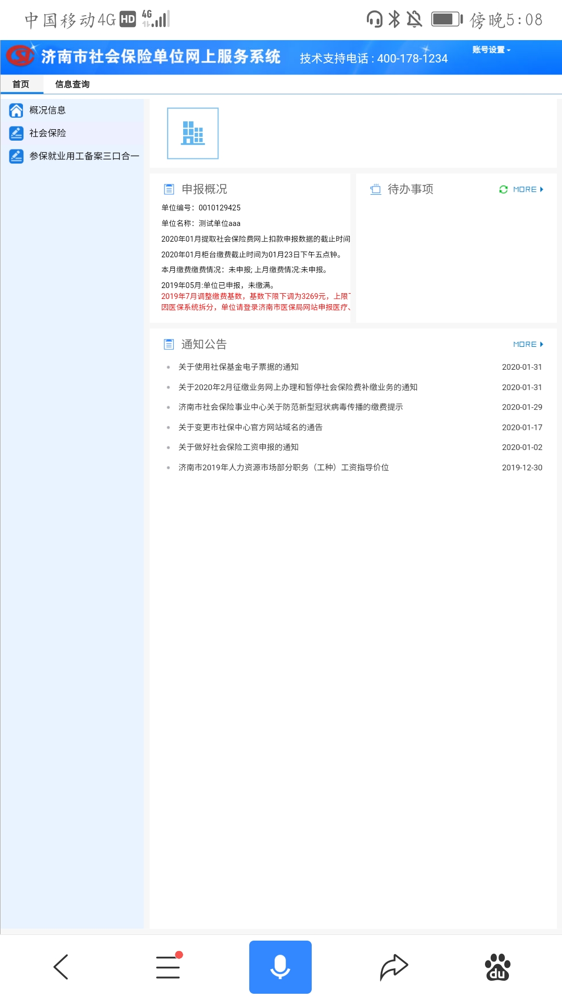 中国移动4G HD 4G 傍晚5:08
济南市社会保险单位网上服务系统 技术支持电话 : 400-178-1234 账号设置
首页 信息查询
概况信息
社会保险
参保就业用工备案三口合一
申报概况
单位编号：0010129425
单位名称：测试单位aaa
2020年01月提取社会保险费网上扣款申报数据的截止时间
2020年01月柜台缴费截止时间为01月23日下午五点钟。
本月缴费缴费情况：未申报; 上月缴费情况:未申报。
2019年05月:单位已申报，未缴满。
2019年7月调整缴费基数，基数下限下调为3269元，上限
因医保系统拆分，单位请登录济南市医保局网站申报医疗、
待办事项 MORE
通知公告 MORE
关于使用社保基金电子票据的通知 2020-01-31
关于2020年2月征缴业务网上办理和暂停社会保险费补缴业务的通知 2020-01-31
济南市社会保险事业中心关于防范新型冠状病毒传播的缴费提示 2020-01-29
关于变更市社保中心官方网站域名的通告 2020-01-17
关于做好社会保险工资申报的通知 2020-01-02
济南市2019年人力资源市场部分职务（工种）工资指导价位 2019-12-30
du